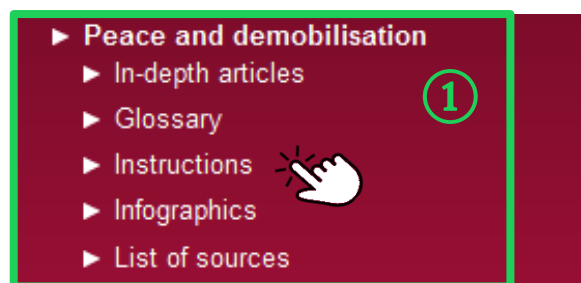 ► Peace and demobilisation
► In-depth articles
① 
► Glossary
► Instructions
► Infographics
► List of sources